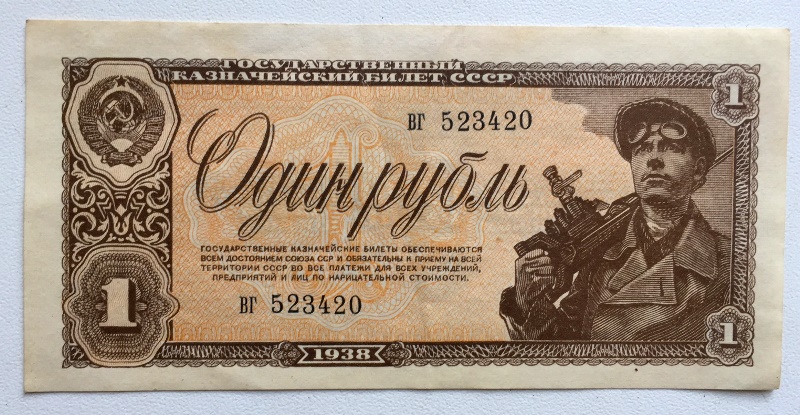 ГОСУДАРСТВЕННЫЙ
КАЗНАЧЕЙСКИЙ БИЛЕТ СССР
1
вг 523420
Один рубль
ГОСУДАРСТВЕННЫЕ КАЗНАЧЕЙСКИЕ БИЛЕТЫ ОБЕСПЕЧИВАЮТСЯ
ВСЕМ ДОСТОЯНИЕМ СОЮЗА ССР И ОБЯЗАТЕЛЬНЫ К ПРИЕМУ НА ВСЕЙ
ТЕРРИТОРИИ СССР ВО ВСЕ ПЛАТЕЖИ ДЛЯ ВСЕХ УЧРЕЖДЕНИЙ,
ПРЕДПРИЯТИЙ И ЛИЦ ПО НАРИЦАТЕЛЬНОЙ СТОИМОСТИ.
вг 523420
1
1938
1